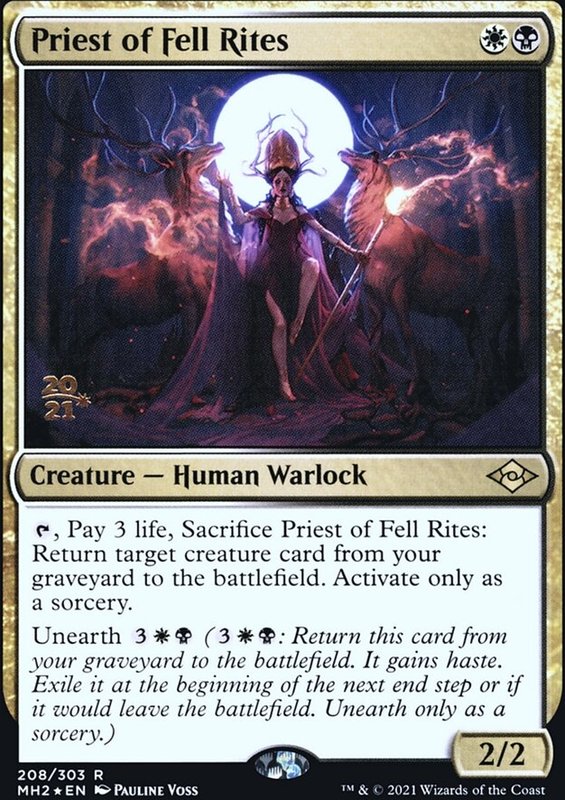 Priest of Fell Rites
20
21
Creature — Human Warlock
, Pay 3 life, Sacrifice Priest of Fell Rites:
Return target creature card from your
graveyard to the battlefield. Activate only as
a sorcery.
Unearth 3 (3: Return this card from
your graveyard to the battlefield. It gains haste.
Exile it at the beginning of the next end step or if
it would leave the battlefield. Unearth only as a
sorcery.)
2/2
208/303 R
MH2★EN Pauline Voss
™ & © 2021 Wizards of the Coast